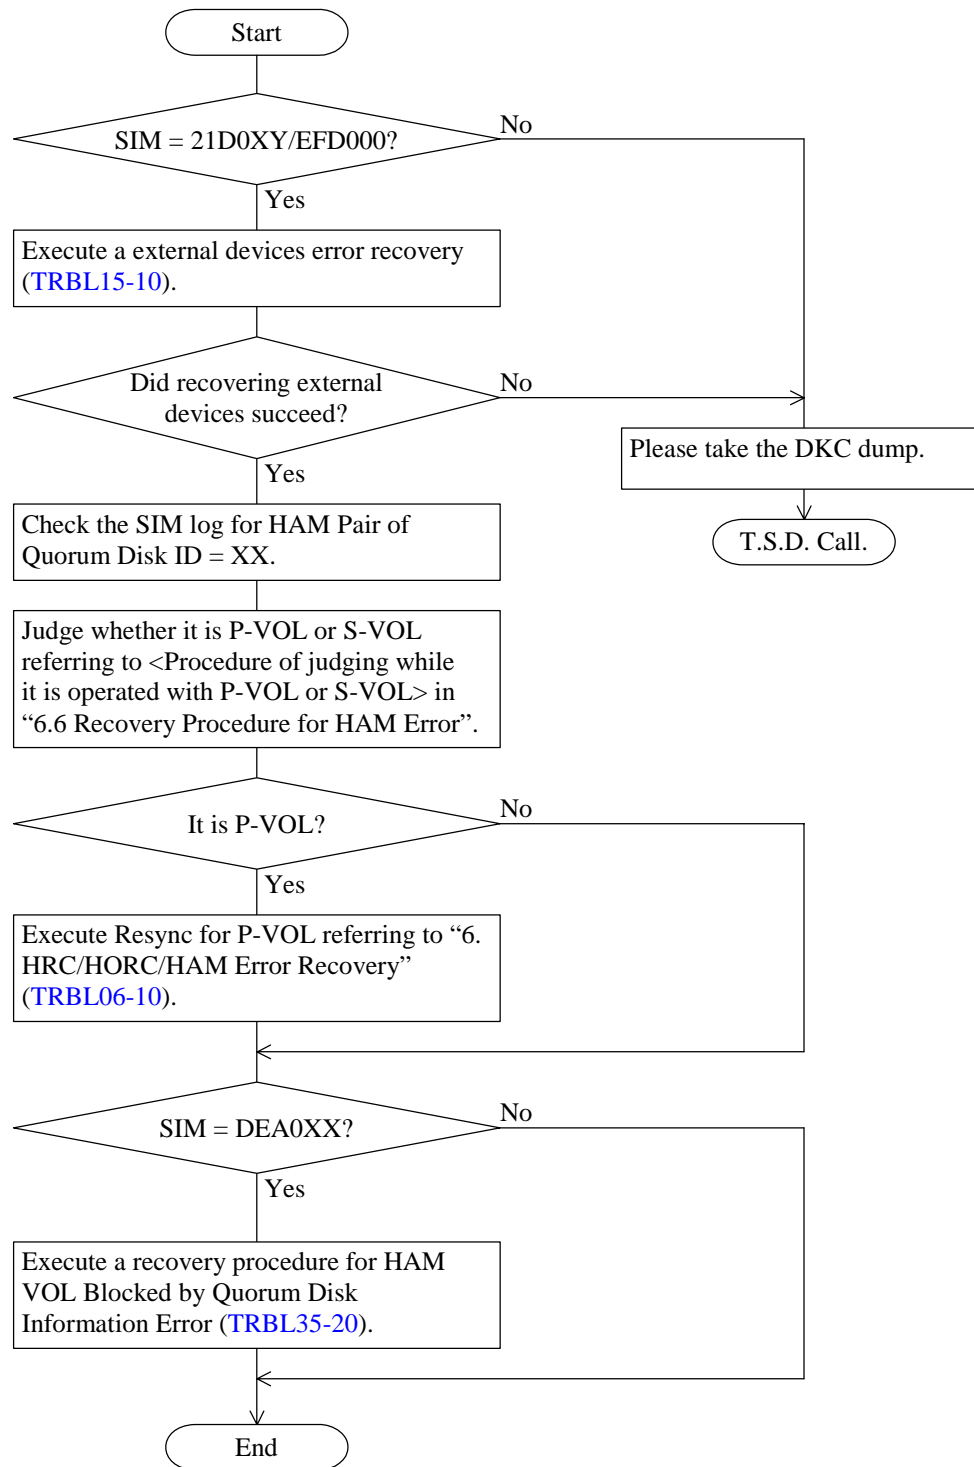 Start
SIM = 21D0XY/EFD000?
No
Yes
Execute a external devices error recovery
(TRBL15-10).
Did recovering external
devices succeed?
No
Yes
Please take the DKC dump.
T.S.D. Call.
Check the SIM log for HAM Pair of
Quorum Disk ID = XX.
Judge whether it is P-VOL or S-VOL
referring to <Procedure of judging while
it is operated with P-VOL or S-VOL> in
“6.6 Recovery Procedure for HAM Error”.
It is P-VOL?
No
Yes
Execute Resync for P-VOL referring to “6.
HRC/HORC/HAM Error Recovery”
(TRBL06-10).
SIM = DEA0XX?
No
Yes
Execute a recovery procedure for HAM
VOL Blocked by Quorum Disk
Information Error (TRBL35-20).
End